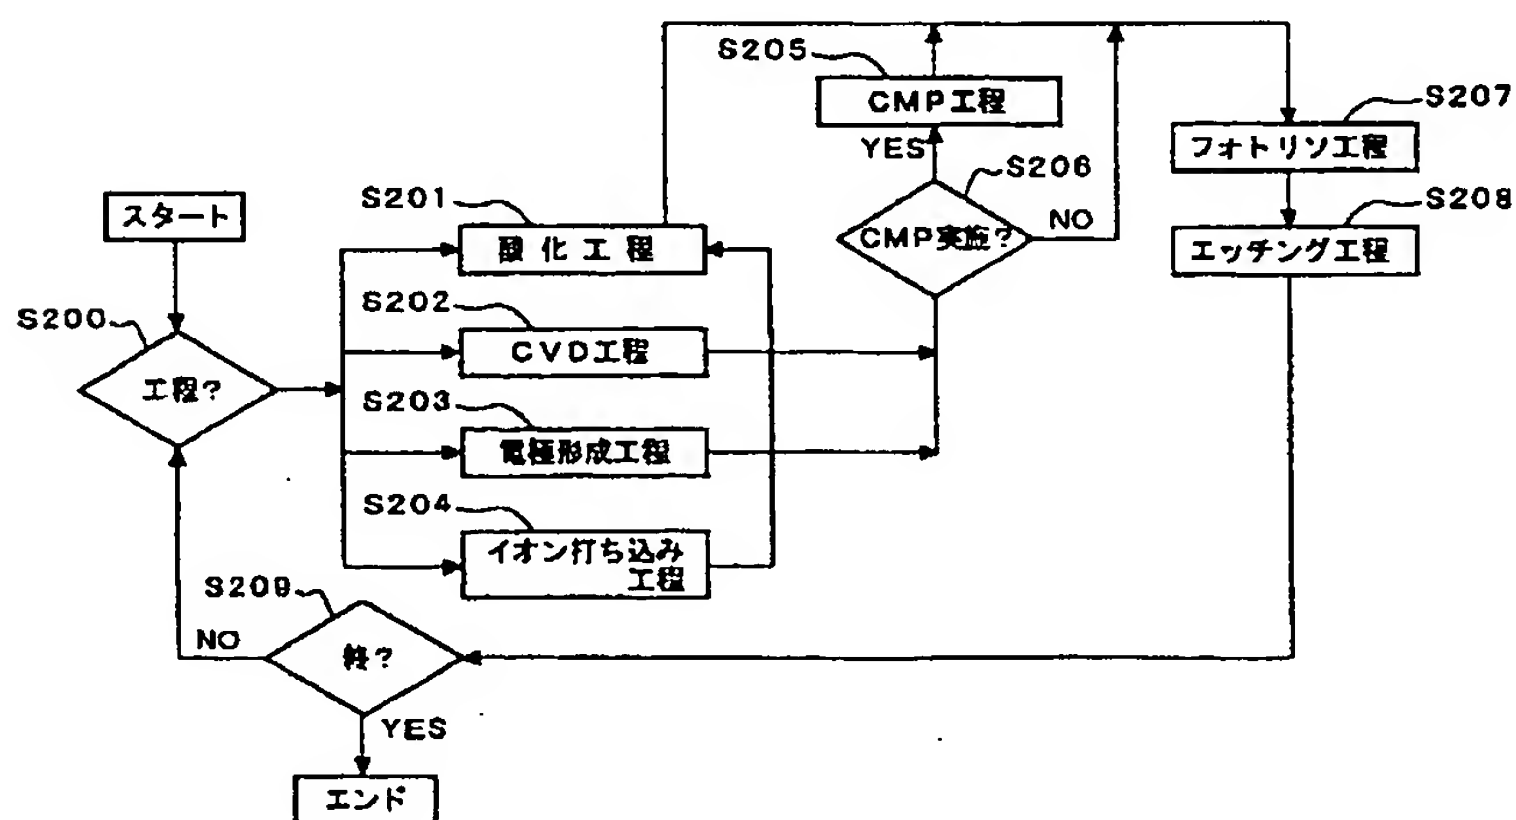 S205
CMP工程
S207
フォトリソ工程
YES
S206
CMP実施?
NO
S201
酸化工程
スタート
S208
エッチング工程
S202
CVD工程
S200
工程?
S203
電極形成工程
S204
イオン打ち込み
工程
S209
終?
NO
YES
エンド